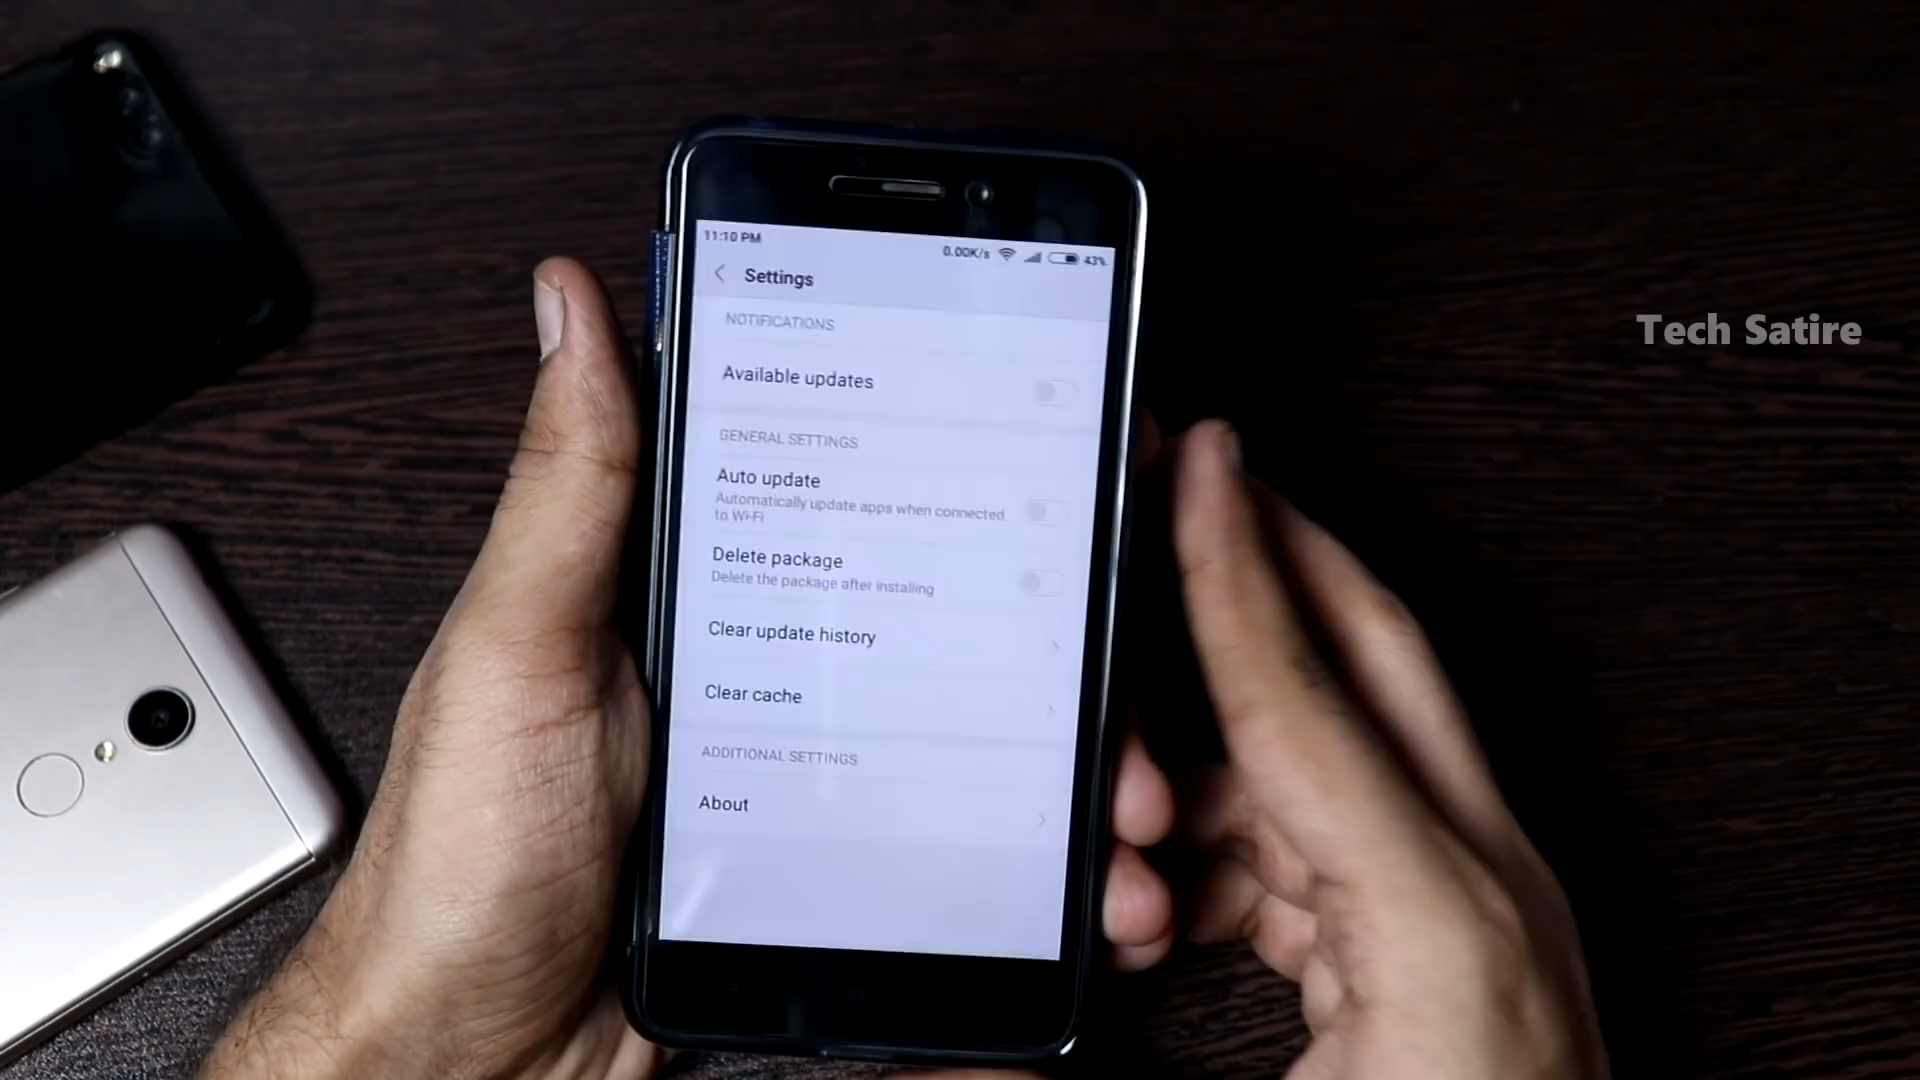 11:10 PM
0.00K/s 43%
Settings
NOTIFICATIONS
Available updates
GENERAL SETTINGS
Auto update
Automatically update apps when connected
to Wi-Fi
Delete package
Delete the package after installing
Clear update history
Clear cache
ADDITIONAL SETTINGS
About
Tech Satire